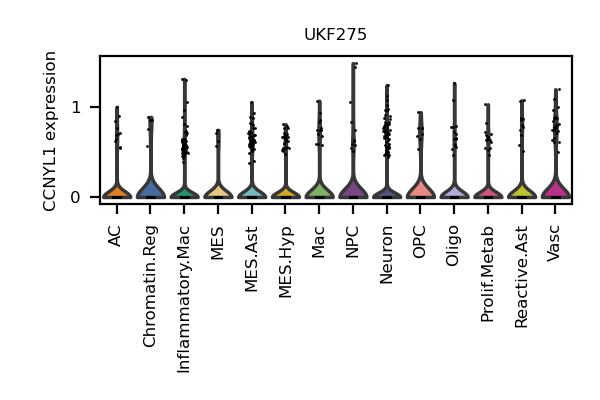 UKF275
CCNYL1 expression
1
0
AC
Chromatin.Reg
Inflammatory.Mac
MES
MES.Ast
MES.Hyp
Mac
NPC
Neuron
OPC
Oligo
Prolif.Metab
Reactive.Ast
Vasc